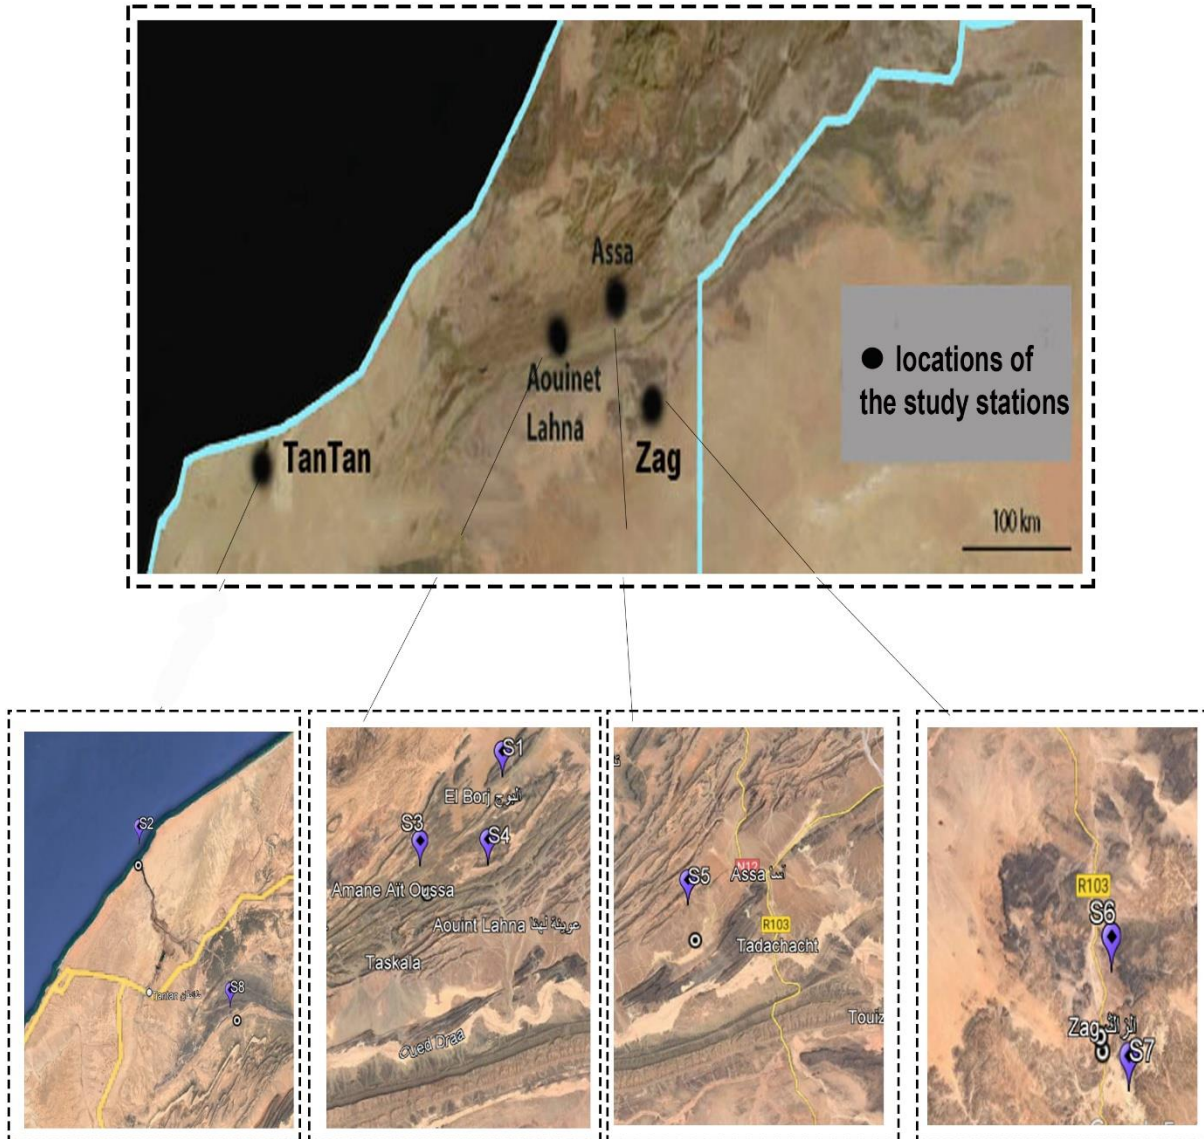 Assa
Aouinet
Lahna
TanTan
Zag
● locations of
the study stations
100 km
S2
S8
S1
El Borj البرج
S3
S4
Amane Aït Oussa
Aouint Lahna عوينة لهنا
Taskala
Oued Draa
S5
N12
Assa آسا
R103
Tadachacht
Touiz
R103
S6
Zag الزاك
S7